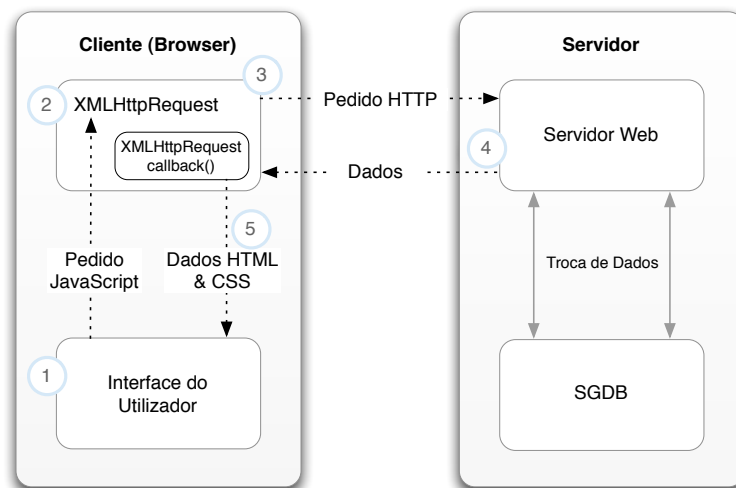 Cliente (Browser)
Servidor
3
2
XMLHttpRequest
Pedido HTTP
Servidor Web
XMLHttpRequest
callback()
4
Dados
5
Pedido
JavaScript
Dados HTML
& CSS
Troca de Dados
1
Interface do
Utilizador
SGDB